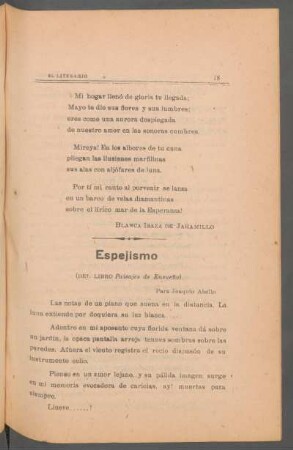 EL LITERARIO 13
Mi hogar llenó de gloria tu llegada,
Mayo te dió sus flores y sus lumbres;
eres como una aurora desplegada
de nuestro amor en las sonoras cumbres.
Mireya! En los albores de tu cuna
pliegan las ilusiones marfilinas
sus alas con aljófares de luna.
Por tí mi canto al porvenir se lanza
en un barco de velas diamantinas
sobre el lírico mar de la Esperanza!
BLANCA ISAZA DE JARAMILLO
Espejismo
(DEL LIBRO Paisajes de Ensueño)
Para Joaquín
Las notas de un piano que suena en la distancia. La
luna extiende por doquiera su luz blanca
Adentro en mi aposento cuya florida ventana dá sobre
un jardín, la opaca pantalla arroja tenues sombras sobre las
paredes. Afuera el viento registra el vario diapasón de su
instrumento eolio.
Pienso en un amor lejano, y su pálida imagen surge
en mi memoria evocadora de caricias, ay! muertas para
siempre.
Lloro......?